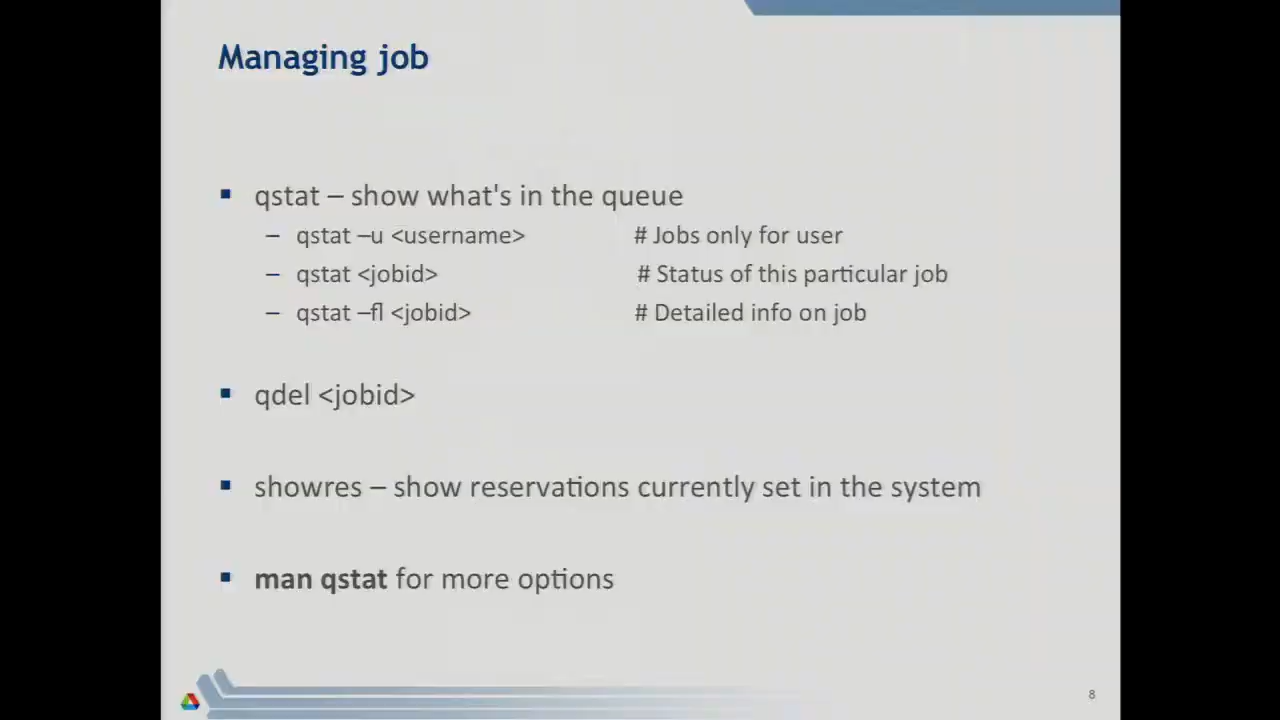 Managing job
▪ qstat – show what's in the queue
– qstat –u <username> # Jobs only for user
– qstat <jobid> # Status of this particular job
– qstat –fl <jobid> # Detailed info on job
▪ qdel <jobid>
▪ showres – show reservations currently set in the system
▪ man qstat for more options
8